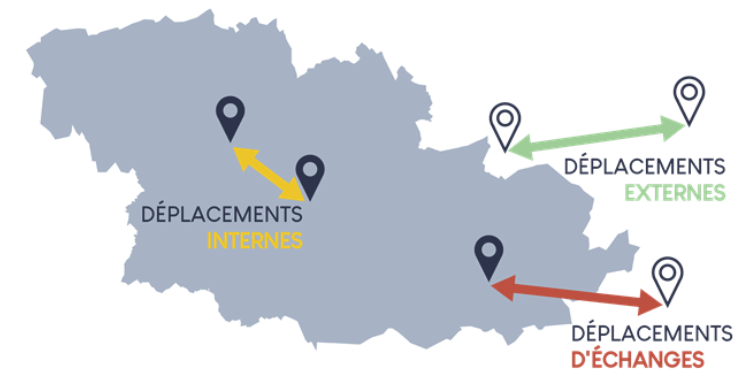 DÉPLACEMENTS
EXTERNES
DÉPLACEMENTS
INTERNES
DÉPLACEMENTS
D'ÉCHANGES